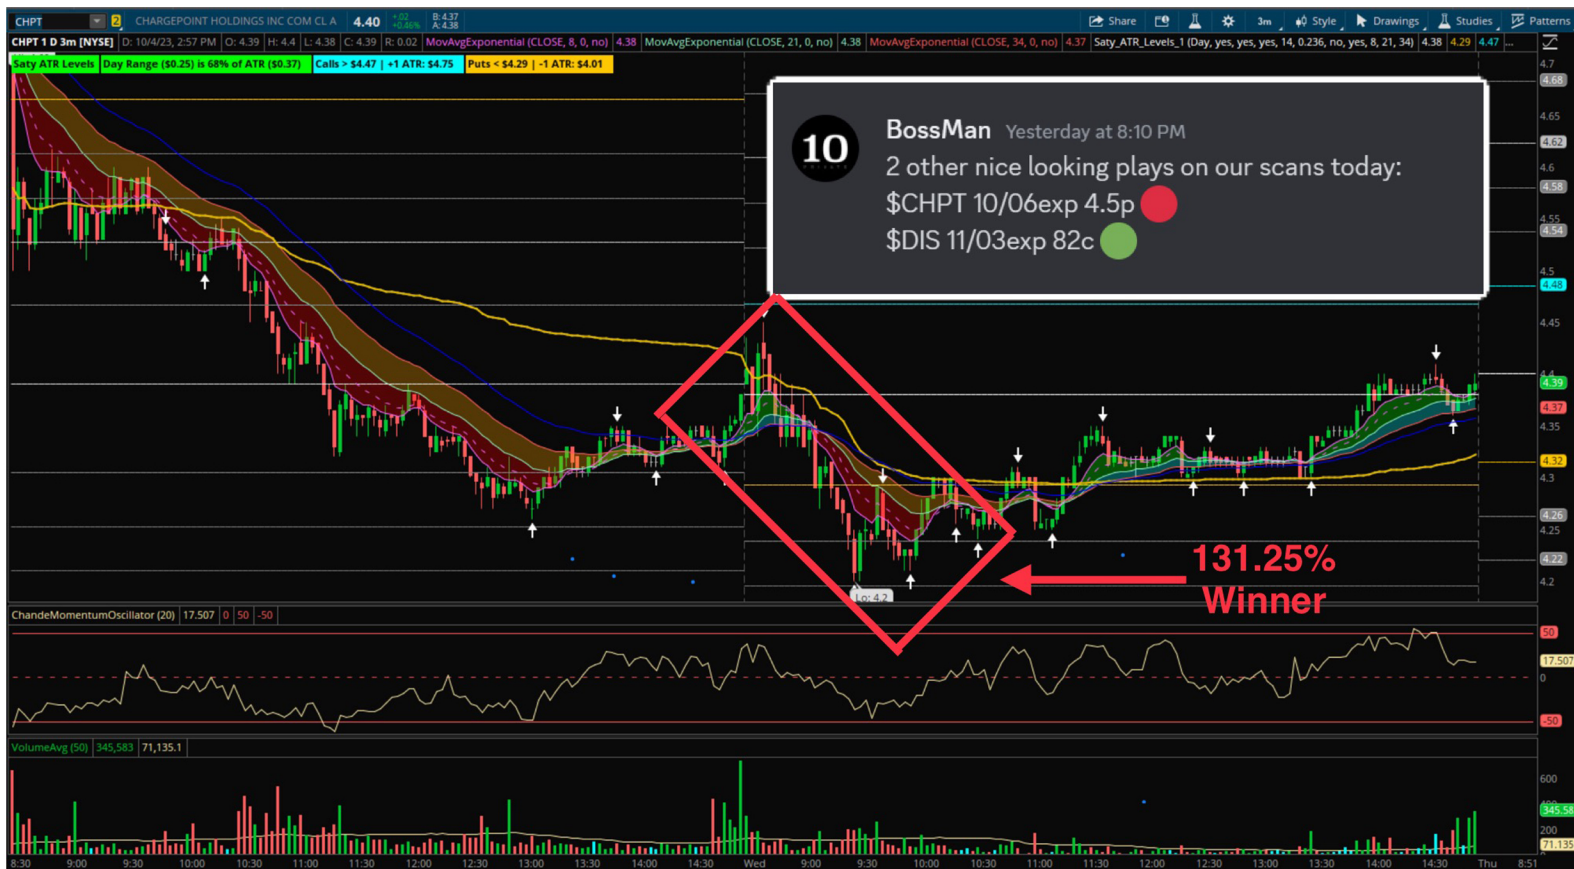 CHPT 2 CHARGEPOINT HOLDINGS INC COM CL A 4.40 +.02 +0.46% B: 4.37 A: 4.38 Share 3m Style Drawings Studies Patterns
CHPT 1 D 3m [NYSE] D: 10/4/23, 2:57 PM O: 4.39 H: 4.4 L: 4.38 C: 4.39 R: 0.02 MovAvgExponential (CLOSE, 8, 0, no) 4.38 MovAvgExponential (CLOSE, 21, 0, no) 4.38 MovAvgExponential (CLOSE, 34, 0, no) 4.37 Saty_ATR_Levels_1 (Day, yes, yes, yes, 14, 0.236, no, yes, 8, 21, 34) 4.38 4.29 4.47 ...
Saty ATR Levels Day Range ($0.25) is 68% of ATR ($0.37) Calls > $4.47 | +1 ATR: $4.75 Puts < $4.29 | -1 ATR: $4.01
10
BossMan Yesterday at 8:10 PM
2 other nice looking plays on our scans today:
$CHPT 10/06exp 4.5p
$DIS 11/03exp 82c
4.7
4.68
4.65
4.62
4.6
4.58
4.55
4.54
4.5
4.48
4.45
4.4
4.39
4.37
4.35
4.32
4.3
4.26
4.25
4.22
4.2
131.25%
Winner
Lo: 4.2
ChandeMomentumOscillator (20) 17.507 0 50 -50
50
17.507
0
-50
VolumeAvg (50) 345,583 71,135.1
600
345.58
200
71.135
8:30 9:00 9:30 10:00 10:30 11:00 11:30 12:00 12:30 13:00 13:30 14:00 14:30 Wed 9:00 9:30 10:00 10:30 11:00 11:30 12:00 12:30 13:00 13:30 14:00 14:30 Thu 8:51